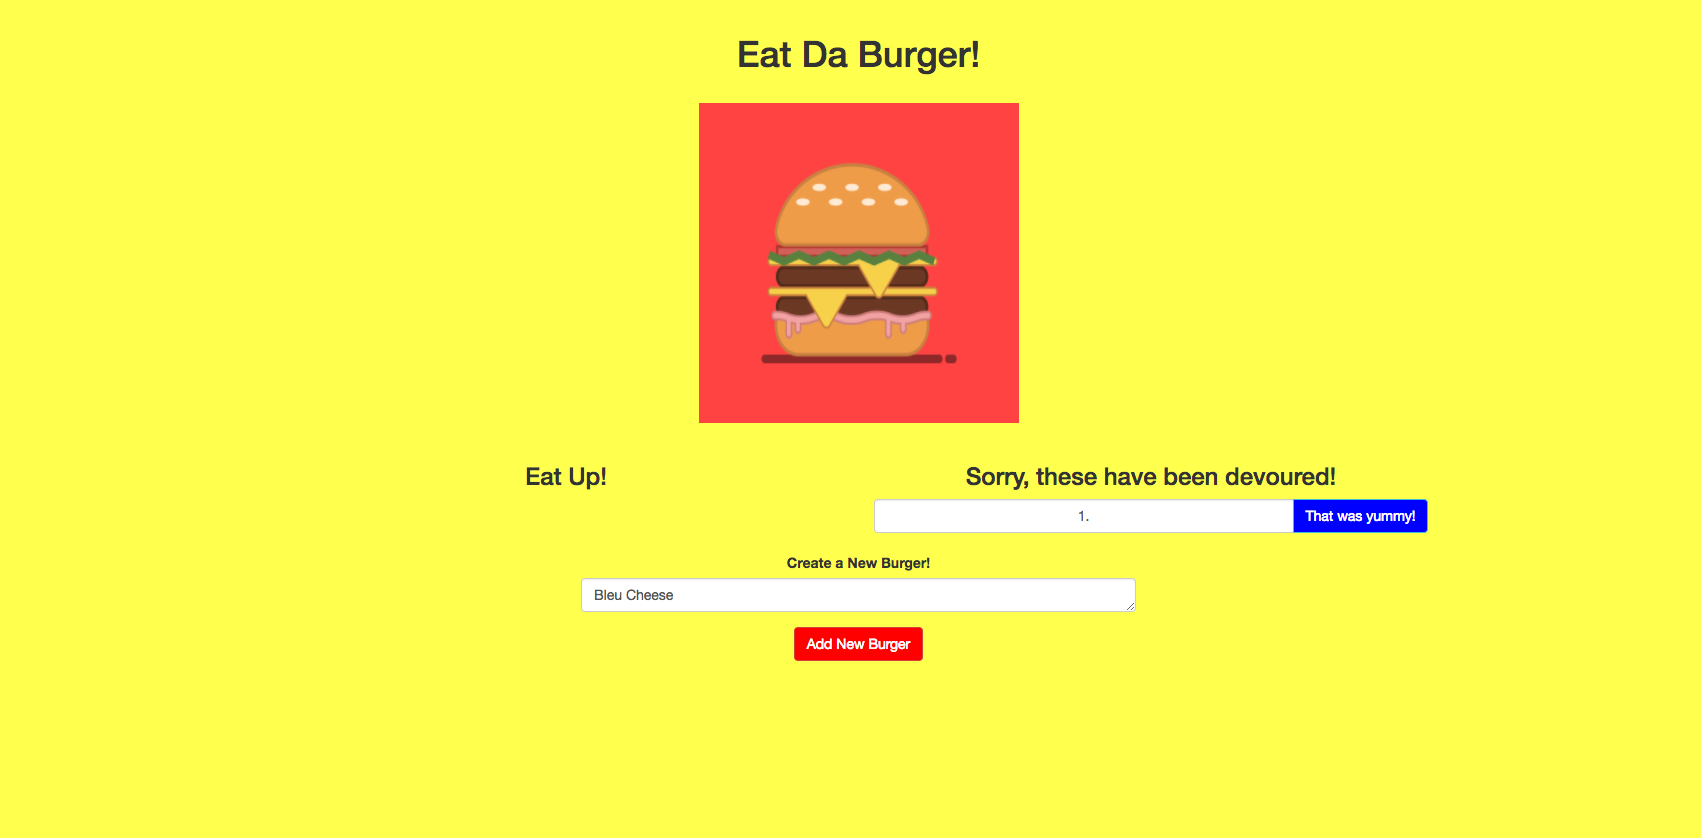 Eat Da Burger!
Eat Up!
Sorry, these have been devoured!
1.
That was yummy!
Create a New Burger!
Bleu Cheese
Add New Burger